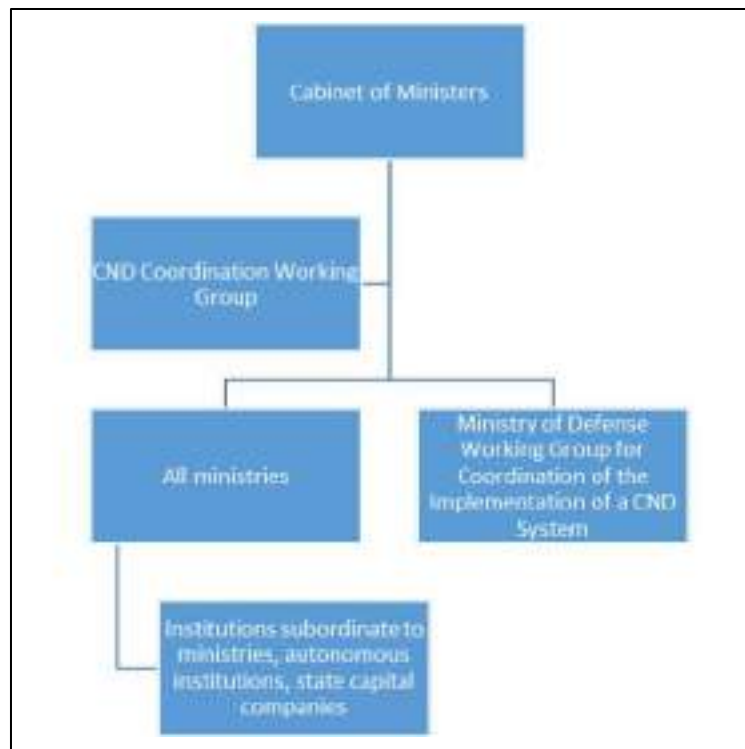 Cabinet of Ministers
CND Coordination Working
Group
All ministries
Ministry of Defense
Working Group for
Coordination of the
Implementation of a CND
System
Institutions subordinate to
ministries, autonomous
institutions, state capital
companies